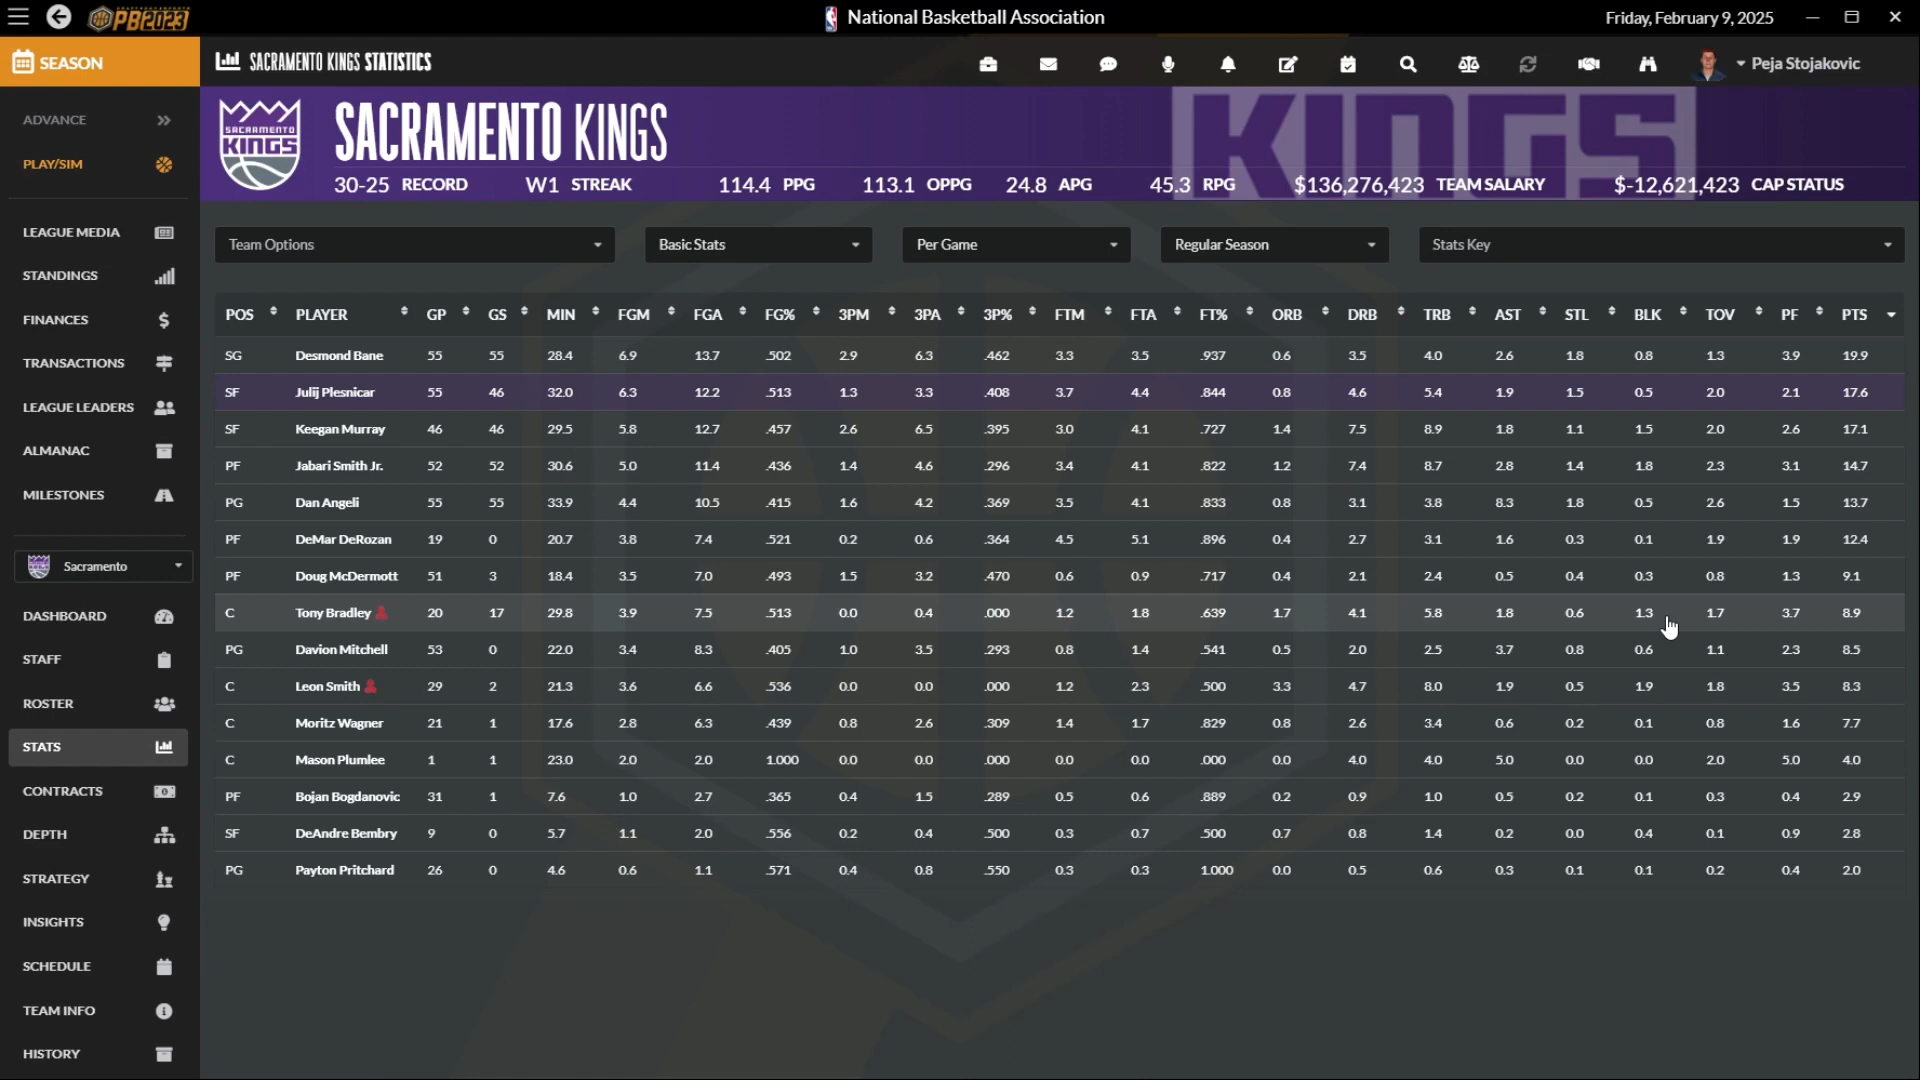 PB2023
National Basketball Association
Friday, February 9, 2025
SEASON
SACRAMENTO KINGS STATISTICS
Peja Stojakovic
ADVANCE
PLAY/SIM
SACRAMENTO KINGS
SACRAMENTO KINGS
KINGS
30-25 RECORD W1 STREAK 114.4 PPG 113.1 OPPG 24.8 APG 45.3 RPG $136,276,423 TEAM SALARY $-12,621,423 CAP STATUS
LEAGUE MEDIA
STANDINGS
FINANCES
TRANSACTIONS
LEAGUE LEADERS
ALMANAC
MILESTONES
Sacramento
DASHBOARD
STAFF
ROSTER
STATS
CONTRACTS
DEPTH
STRATEGY
INSIGHTS
SCHEDULE
TEAM INFO
HISTORY
Team Options Basic Stats Per Game Regular Season Stats Key
POS PLAYER GP GS MIN FGM FGA FG% 3PM 3PA 3P% FTM FTA FT% ORB DRB TRB AST STL BLK TOV PF PTS
SG Desmond Bane 55 55 28.4 6.9 13.7 .502 2.9 6.3 .462 3.3 3.5 .937 0.6 3.5 4.0 2.6 1.8 0.8 1.3 3.9 19.9
SF Julij Plesnicar 55 46 32.0 6.3 12.2 .513 1.3 3.3 .408 3.7 4.4 .844 0.8 4.6 5.4 1.9 1.5 0.5 2.0 2.1 17.6
SF Keegan Murray 46 46 29.5 5.8 12.7 .457 2.6 6.5 .395 3.0 4.1 .727 1.4 7.5 8.9 1.8 1.1 1.5 2.0 2.6 17.1
PF Jabari Smith Jr. 52 52 30.6 5.0 11.4 .436 1.4 4.6 .296 3.4 4.1 .822 1.2 7.4 8.7 2.8 1.4 1.8 2.3 3.1 14.7
PG Dan Angeli 55 55 33.9 4.4 10.5 .415 1.6 4.2 .369 3.5 4.1 .833 0.8 3.1 3.8 8.3 1.8 0.5 2.6 1.5 13.7
PF DeMar DeRozan 19 0 20.7 3.8 7.4 .521 0.2 0.6 .364 4.5 5.1 .896 0.4 2.7 3.1 1.6 0.3 0.1 1.9 1.9 12.4
PF Doug McDermott 51 3 18.4 3.5 7.0 .493 1.5 3.2 .470 0.6 0.9 .717 0.4 2.1 2.4 0.5 0.4 0.3 0.8 1.3 9.1
C Tony Bradley 20 17 29.8 3.9 7.5 .513 0.0 0.4 .000 1.2 1.8 .639 1.7 4.1 5.8 1.8 0.6 1.3 1.7 3.7 8.9
PG Davion Mitchell 53 0 22.0 3.4 8.3 .405 1.0 3.5 .293 0.8 1.4 .541 0.5 2.0 2.5 3.7 0.8 0.6 1.1 2.3 8.5
C Leon Smith 29 2 21.3 3.6 6.6 .536 0.0 0.0 .000 1.2 2.3 .500 3.3 4.7 8.0 1.9 0.5 1.9 1.8 3.5 8.3
C Moritz Wagner 21 1 17.6 2.8 6.3 .439 0.8 2.6 .309 1.4 1.7 .829 0.8 2.6 3.4 0.6 0.2 0.1 0.8 1.6 7.7
C Mason Plumlee 1 1 23.0 2.0 2.0 1.000 0.0 0.0 .000 0.0 0.0 .000 0.0 4.0 4.0 5.0 0.0 0.0 2.0 5.0 4.0
PF Bojan Bogdanovic 31 1 7.6 1.0 2.7 .365 0.4 1.5 .289 0.5 0.6 .889 0.2 0.9 1.0 0.5 0.2 0.1 0.3 0.4 2.9
SF DeAndre Bembry 9 0 5.7 1.1 2.0 .556 0.2 0.4 .500 0.3 0.7 .500 0.7 0.8 1.4 0.2 0.0 0.4 0.1 0.9 2.8
PG Payton Pritchard 26 0 4.6 0.6 1.1 .571 0.4 0.8 .550 0.3 0.3 1.000 0.0 0.5 0.6 0.3 0.1 0.1 0.2 0.4 2.0